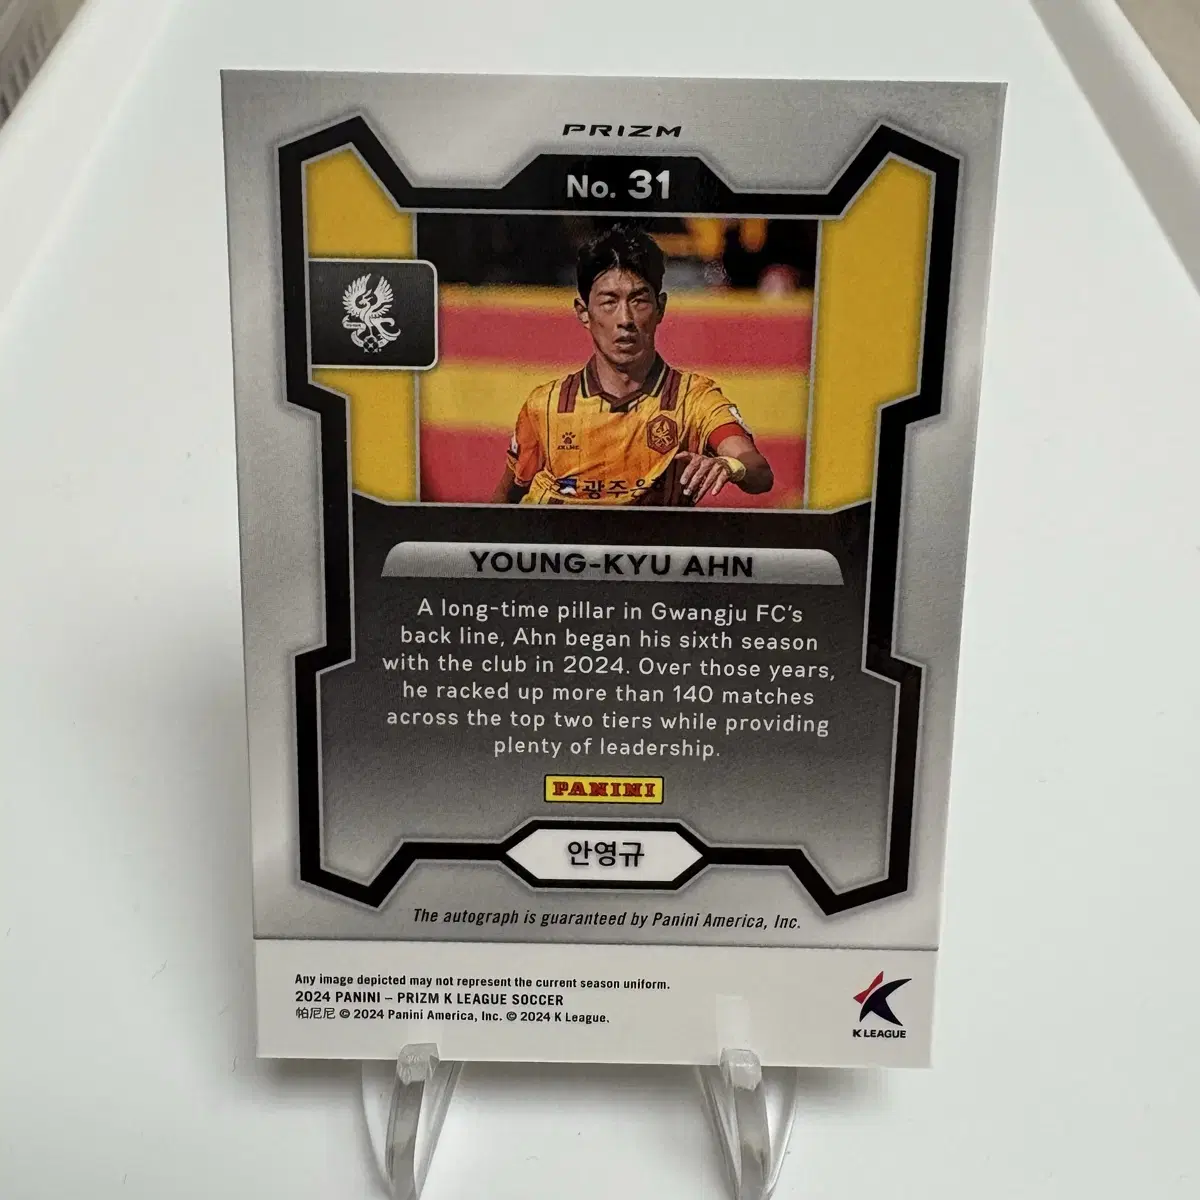 PRIZM
No. 31
KELME
광주은
YOUNG-KYU AHN
A long-time pillar in Gwangju FC's
back line, Ahn began his sixth season
with the club in 2024. Over those years,
he racked up more than 140 matches
across the top two tiers while providing
plenty of leadership.
PANINI
안영규
The autograph is guaranteed by Panini America, Inc.
Any image depicted may not represent the current season uniform.
2024 PANINI – PRIZM K LEAGUE SOCCER
帕尼尼 © 2024 Panini America, Inc. © 2024 K League.
K LEAGUE